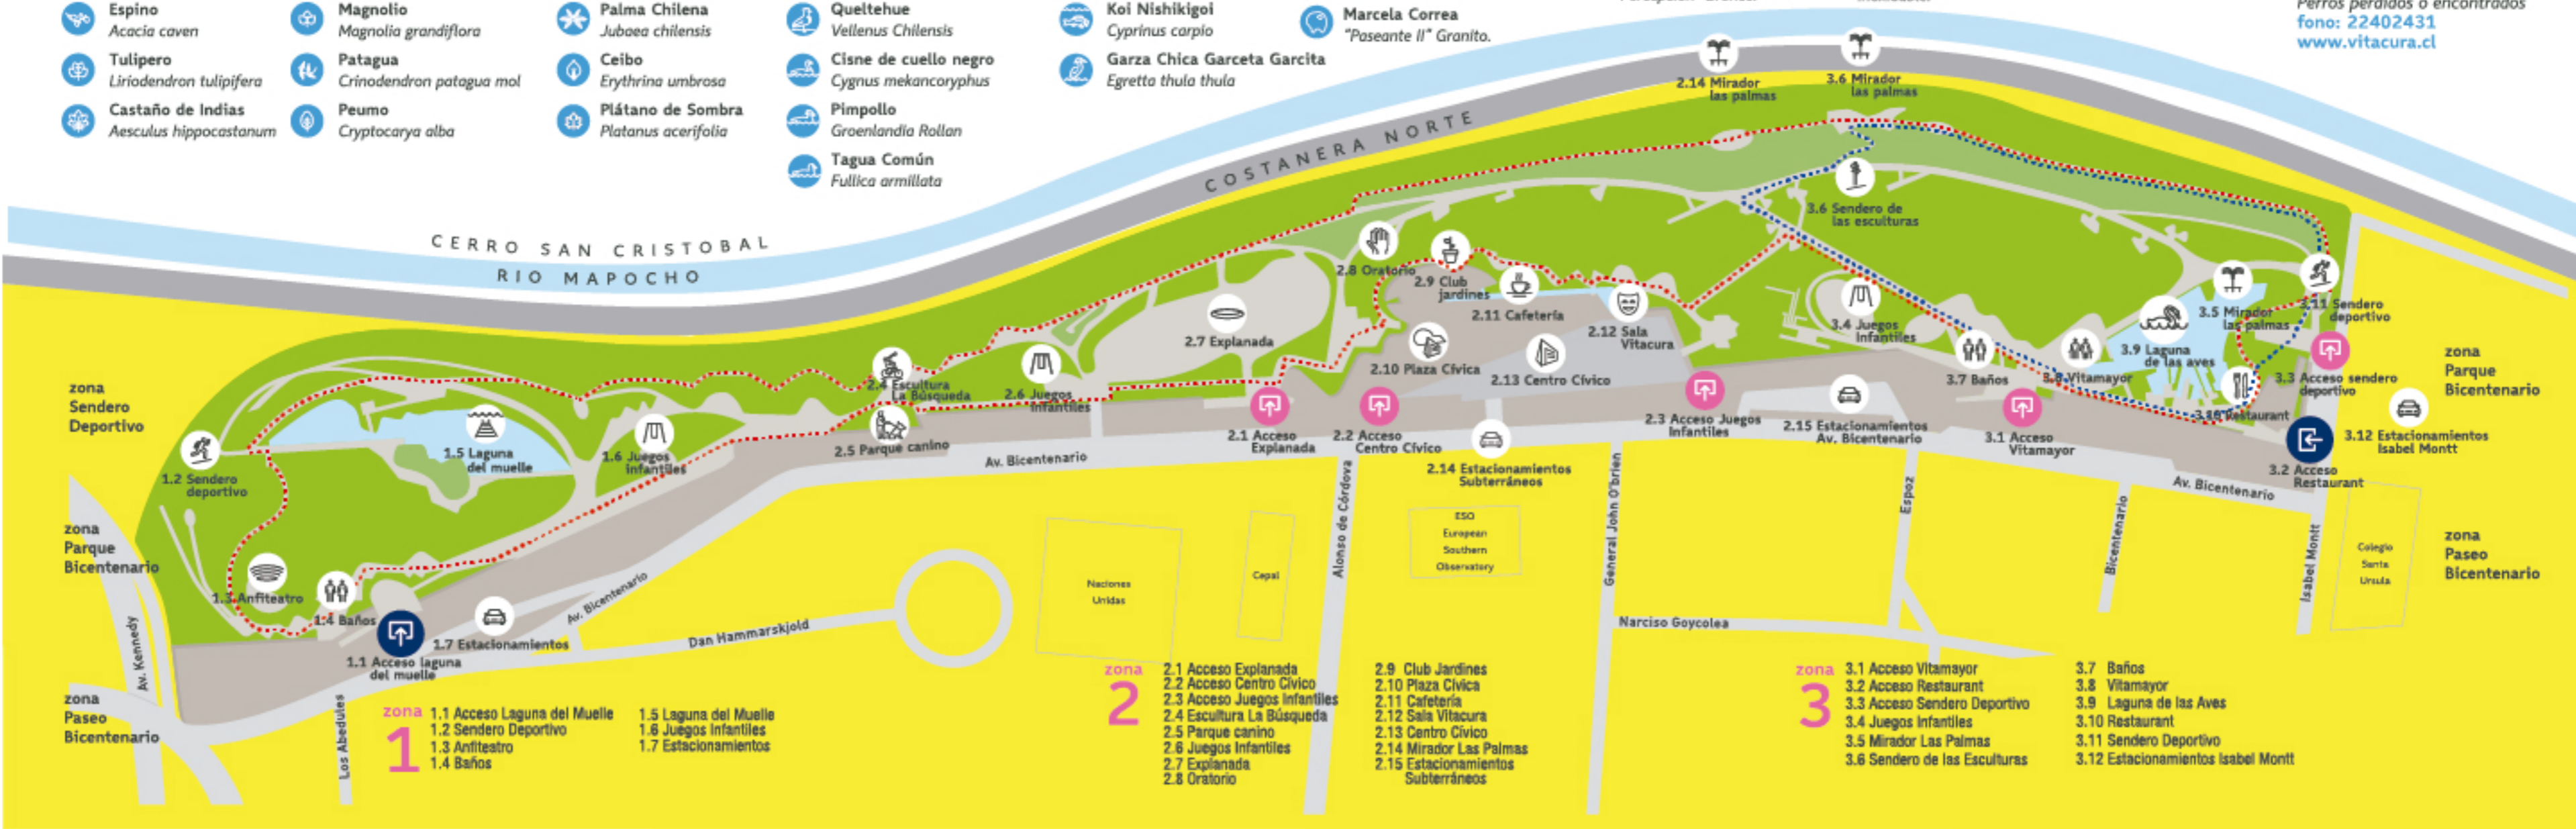 Espino
Acacia caven
Tulipero
Liriodendron tulipifera
Castaño de Indias
Aesculus hippocastanum
Magnolio
Magnolia grandiflora
Patagua
Crinodendron patagua mol
Peumo
Cryptocarya alba
Palma Chilena
Jubaea chilensis
Ceibo
Erythrina umbrosa
Plátano de Sombra
Platanus acerifolia
Queltehue
Vellenus Chilensis
Cisne de cuello negro
Cygnus mekancoryphus
Pimpollo
Groenlandia Rollan
Tagua Común
Fullica armillata
Koi Nishikigoi
Cyprinus carpio
Garza Chica Garceta Garcita
Egretta thula thula
Marcela Correa
"Paseante II" Granito.
Perros perdidos o encontrados
fono: 22402431
www.vitacura.cl
CERRO SAN CRISTOBAL
RIO MAPOCHO
COSTANERA NORTE
2.14 Mirador
las palmas
3.6 Mirador
las palmas
3.6 Sendero de
las esculturas
2.8 Oratorio
2.9 Club
jardines
2.11 Cafetería
2.12 Sala
Vitacura
2.7 Explanada
2.10 Plaza Cívica
2.13 Centro Cívico
3.4 Juegos
Infantiles
3.7 Baños
3.8 Vitamayor
3.9 Laguna
de las aves
3.5 Mirador
las palmas
3.11 Sendero
deportivo
3.3 Acceso sendero
deportivo
3.10 Restaurant
3.12 Estacionamientos
Isabel Montt
3.2 Acceso
Restaurant
zona
Parque
Bicentenario
zona
Paseo
Bicentenario
zona
Sendero
Deportivo
zona
Parque
Bicentenario
zona
Paseo
Bicentenario
1.2 Sendero
deportivo
1.5 Laguna
del muelle
1.6 Juegos
infantiles
2.4 Escultura
La Búsqueda
2.5 Parque canino
2.6 Juegos
Infantiles
2.1 Acceso
Explanada
2.2 Acceso
Centro Cívico
2.14 Estacionamientos
Subterráneos
2.3 Acceso Juegos
Infantiles
2.15 Estacionamientos
Av. Bicentenario
3.1 Acceso
Vitamayor
1.3 Anfiteatro
1.4 Baños
1.1 Acceso laguna
del muelle
1.7 Estacionamientos
Av. Kennedy
Los Abedules
Av. Bicentenario
Dan Hammarskjold
Av. Bicentenario
Naciones
Unidas
Cepal
Alonso de Córdova
ESO
European
Southern
Observatory
General John O'brien
Narciso Goycolea
Espoz
Bicentenario
Av. Bicentenario
Isabel Montt
Colegio
Santa
Ursula
zona
1
1.1 Acceso Laguna del Muelle
1.2 Sendero Deportivo
1.3 Anfiteatro
1.4 Baños
1.5 Laguna del Muelle
1.6 Juegos Infantiles
1.7 Estacionamientos
zona
2
2.1 Acceso Explanada
2.2 Acceso Centro Cívico
2.3 Acceso Juegos Infantiles
2.4 Escultura La Búsqueda
2.5 Parque canino
2.6 Juegos Infantiles
2.7 Explanada
2.8 Oratorio
2.9 Club Jardines
2.10 Plaza Cívica
2.11 Cafetería
2.12 Sala Vitacura
2.13 Centro Cívico
2.14 Mirador Las Palmas
2.15 Estacionamientos
Subterráneos
zona
3
3.1 Acceso Vitamayor
3.2 Acceso Restaurant
3.3 Acceso Sendero Deportivo
3.4 Juegos Infantiles
3.5 Mirador Las Palmas
3.6 Sendero de las Esculturas
3.7 Baños
3.8 Vitamayor
3.9 Laguna de las Aves
3.10 Restaurant
3.11 Sendero Deportivo
3.12 Estacionamientos Isabel Montt